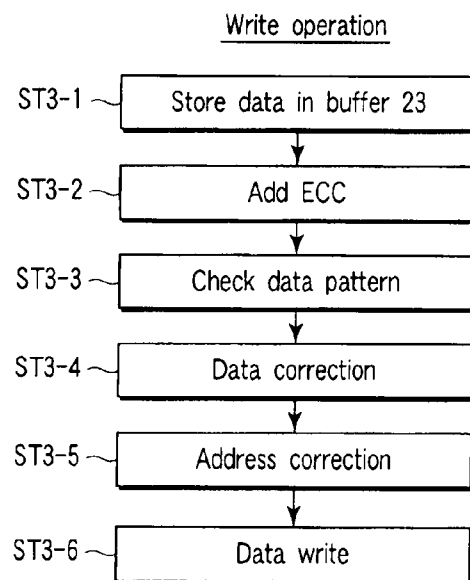 Write operation
ST3-1 Store data in buffer 23
ST3-2 Add ECC
ST3-3 Check data pattern
ST3-4 Data correction
ST3-5 Address correction
ST3-6 Data write